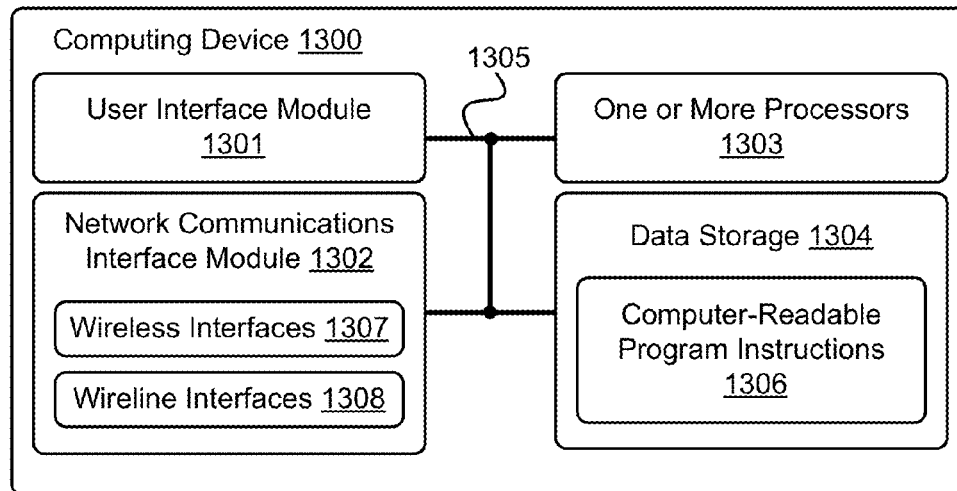 Computing Device 1300
1305
User Interface Module
1301
One or More Processors
1303
Network Communications
Interface Module 1302
Wireless Interfaces 1307
Wireline Interfaces 1308
Data Storage 1304
Computer-Readable
Program Instructions
1306